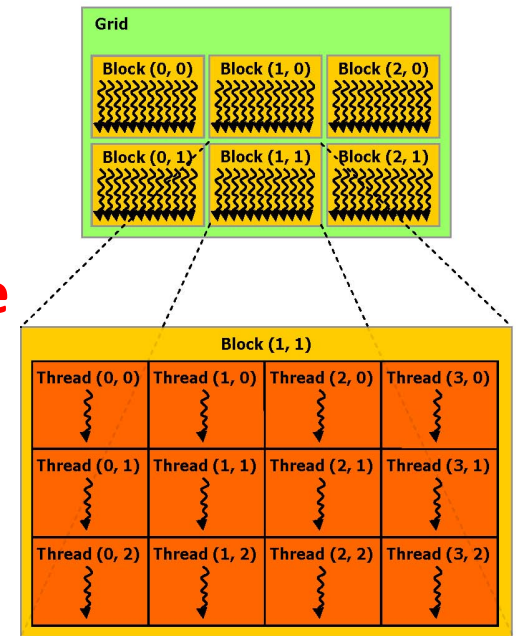 Grid
Block (0, 0) Block (1, 0) Block (2, 0)
Block (0, 1) Block (1, 1) Block (2, 1)
e
Block (1, 1)
Thread (0, 0) Thread (1, 0) Thread (2, 0) Thread (3, 0)
Thread (0, 1) Thread (1, 1) Thread (2, 1) Thread (3, 1)
Thread (0, 2) Thread (1, 2) Thread (2, 2) Thread (3, 2)